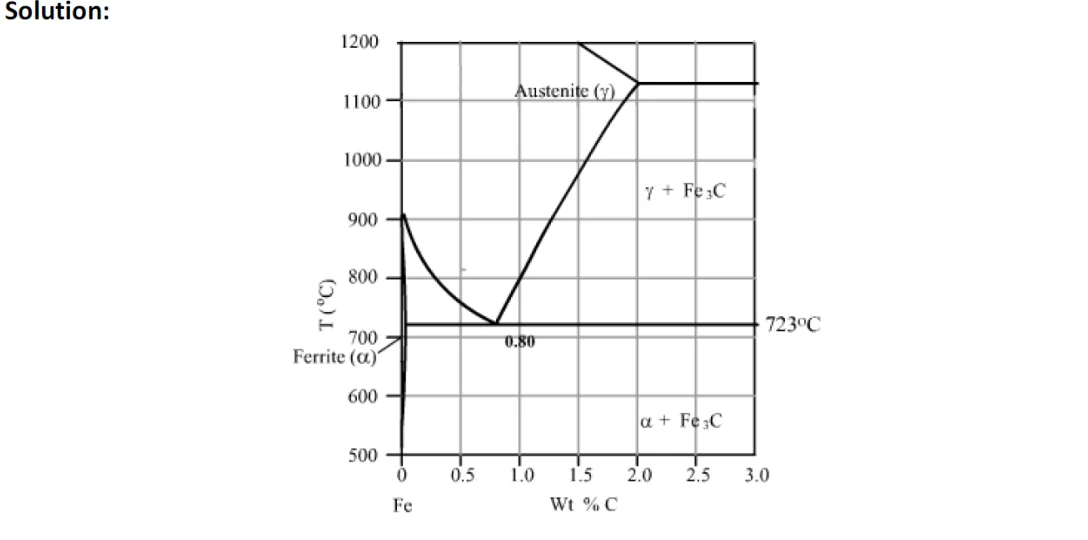 Solution:
1200
Austenite (γ)
1100
1000
γ + Fe₃C
900
800
T (°C)
723°C
700
0.80
Ferrite (α)
600
α + Fe₃C
500
0 0.5 1.0 1.5 2.0 2.5 3.0
Fe Wt % C